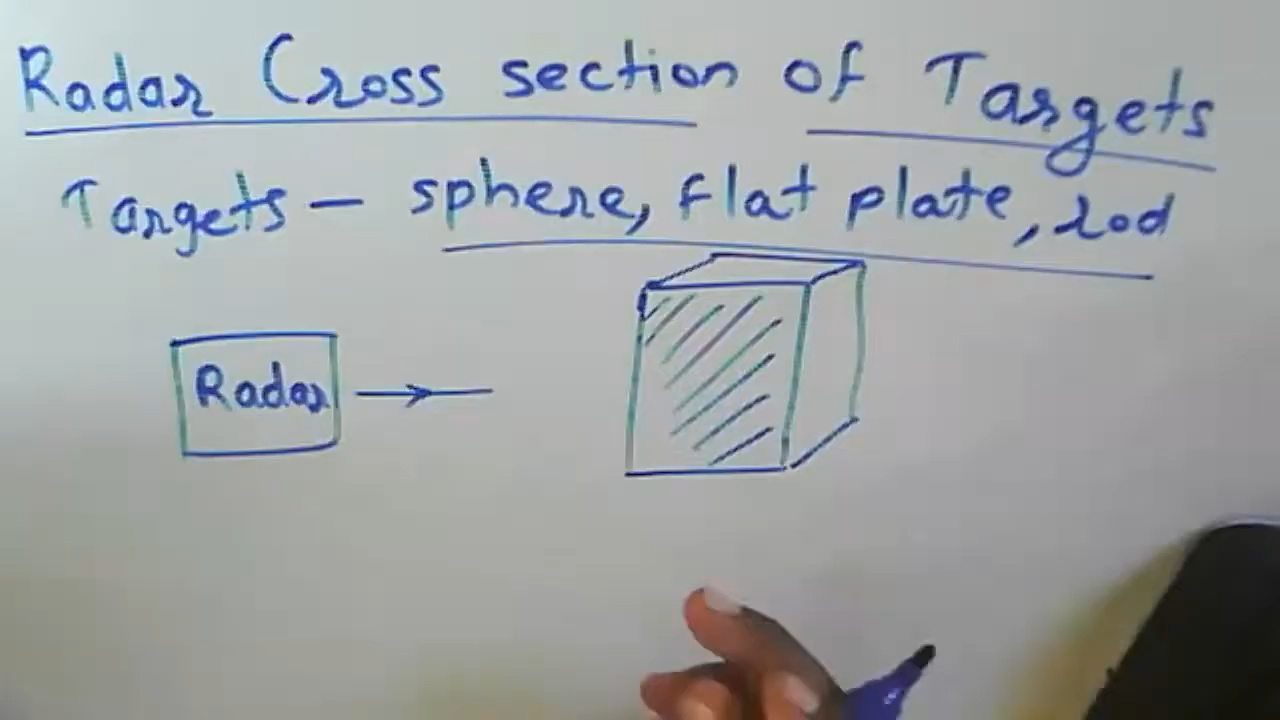 Radar Cross section of Targets
Targets - sphere, flat plate, rod
Radar